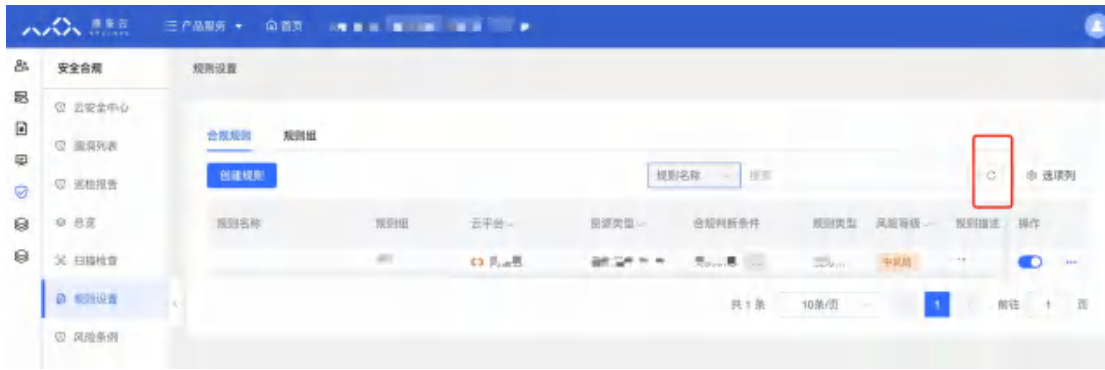 产品服务 首页
安全合规 规则设置
云安全中心
漏洞列表
合规规则 规则组
巡检报告
创建规则 规则名称 搜索 选项列
总览
规则名称 规则组 云平台 资源类型 合规判断条件 规则类型 风险等级 规则描述 操作
扫描检查
中风险
规则设置
共 1 条 10条/页 1 前往 1 页
风险条例